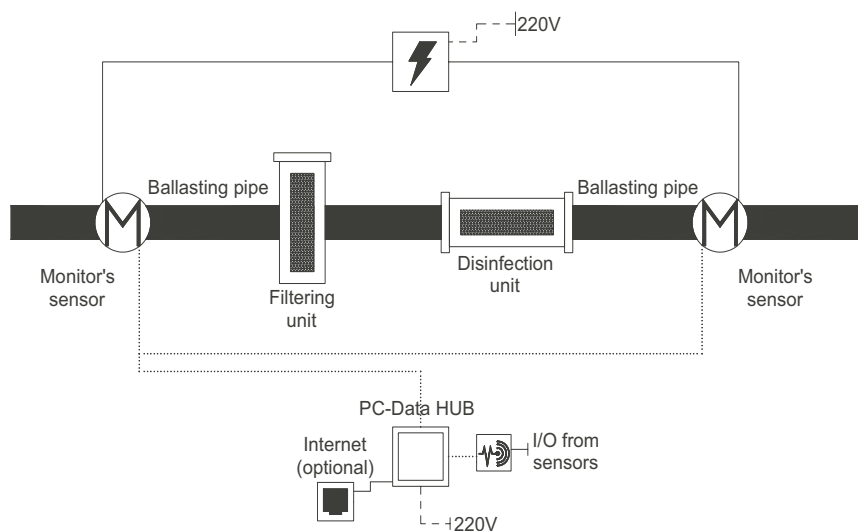 220V
Ballasting pipe
Ballasting pipe
M
M
Monitor's
sensor
Filtering
unit
Disinfection
unit
Monitor's
sensor
PC-Data HUB
Internet
(optional)
I/O from
sensors
220V